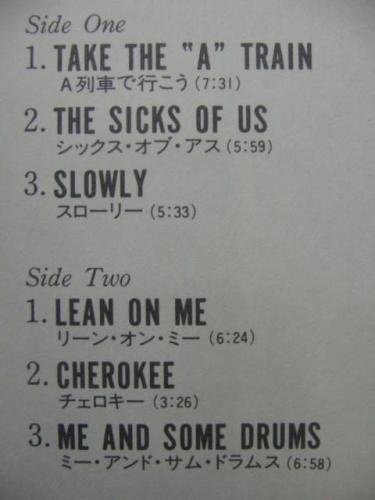 Side One
1. TAKE THE "A" TRAIN
A列車で行こう (7:31)
2. THE SICKS OF US
シックス・オブ・アス (5:59)
3. SLOWLY
スローリー (5:33)
Side Two
1. LEAN ON ME
リーン・オン・ミー (6:24)
2. CHEROKEE
チェロキー (3:26)
3. ME AND SOME DRUMS
ミー・アンド・サム・ドラムス (6:58)